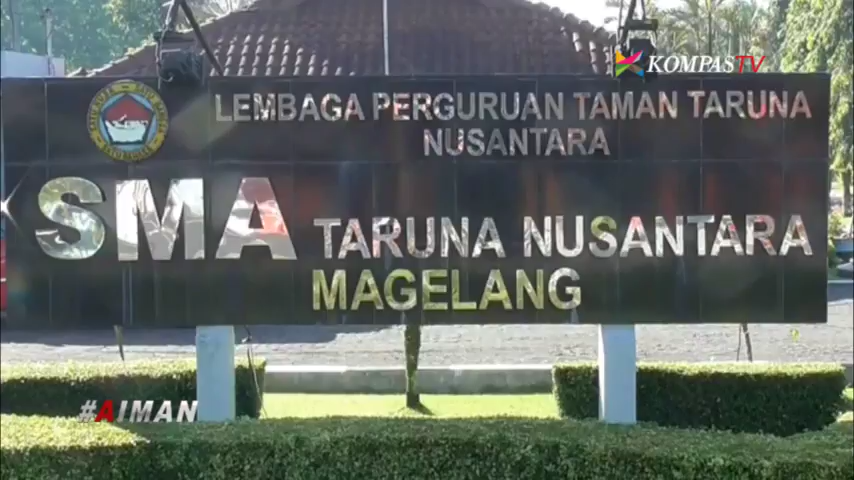 KOMPASTV
LEMBAGA PERGURUAN TAMAN TARUNA
NUSANTARA
SMA TARUNA NUSANTARA
MAGELANG
#AIMAN